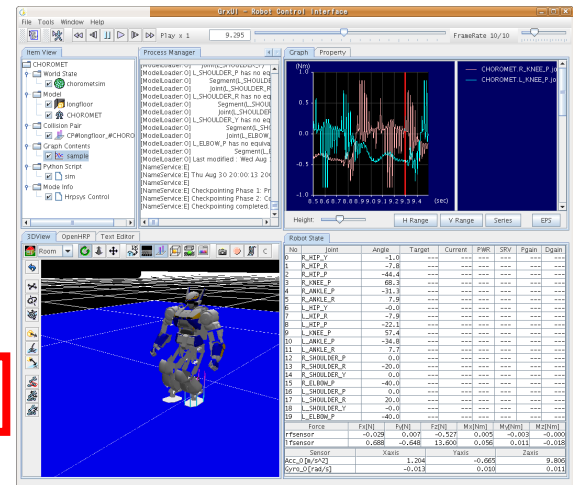 GrxUI - Robot Control Interface
File Tools Window Help
Play x 1
9.295
FrameRate 10/10
Item View
Process Manager
Graph
Property
CHOROMET
World State
chorometsim
Model
longfloor
CHOROMET
Collision Pair
CP#longfloor_#CHORO
Graph Contents
sample
Python Script
sim
Mode Info
Hrpsys Control
[ModelLoader:O] L_SHOULDER_P has no eq
[ModelLoader:O] Segment(L_SHOU
[ModelLoader:O] Joint(L_SHOULDE
[ModelLoader:O] L_SHOULDER_R has no eq
[ModelLoader:O] Segment(L_SHOU
[ModelLoader:O] Joint(L_SHOULDE
[ModelLoader:O] L_SHOULDER_Y has no eq
[ModelLoader:O] Segment(L_SH
[ModelLoader:O] Joint(L_ELBOW_
[ModelLoader:O] L_ELBOW_P has no equiva
[ModelLoader:O] Segment(L_E
[ModelLoader:O] Last modified : Wed Aug
[NameService:E]
[NameService:E] Thu Aug 30 20:00:13 200
[NameService:E]
[NameService:E] Checkpointing Phase 1: Pr
[NameService:E] Checkpointing Phase 2: Co
[NameService:E] Checkpointing completed.
(Nm)
1.0
0.5
0.0
-0.5
-1.0
8.5 8.6 8.7 8.8 8.9 9.0 9.1 9.2 9.3 9.4 (sec)
CHOROMET.R_KNEE_P.jo
CHOROMET.L_KNEE_P.jo
Height:
H Range
V Range
Series
EPS
3DView
OpenHRP
Text Editor
Room
C
Robot State
No Joint Angle Target Current PWR SRV Pgain Dgain
0 R_HIP_Y -1.0 --- --- --- --- --- ---
1 R_HIP_R -7.8 --- --- --- --- --- ---
2 R_HIP_P -44.4 --- --- --- --- --- ---
3 R_KNEE_P 68.3 --- --- --- --- --- ---
4 R_ANKLE_P -31.3 --- --- --- --- --- ---
5 R_ANKLE_R 7.9 --- --- --- --- --- ---
6 L_HIP_Y -0.0 --- --- --- --- --- ---
7 L_HIP_R -7.9 --- --- --- --- --- ---
8 L_HIP_P -22.1 --- --- --- --- --- ---
9 L_KNEE_P 57.4 --- --- --- --- --- ---
10 L_ANKLE_P -34.8 --- --- --- --- --- ---
11 L_ANKLE_R 7.7 --- --- --- --- --- ---
12 R_SHOULDER_P 0.0 --- --- --- --- --- ---
13 R_SHOULDER_R -20.0 --- --- --- --- --- ---
14 R_SHOULDER_Y 0.0 --- --- --- --- --- ---
15 R_ELBOW_P -40.0 --- --- --- --- --- ---
16 L_SHOULDER_P 0.0 --- --- --- --- --- ---
17 L_SHOULDER_R 20.0 --- --- --- --- --- ---
18 L_SHOULDER_Y -0.0 --- --- --- --- --- ---
19 L_ELBOW_P -40.0 --- --- --- --- --- ---
Force Fx[N] Fy[N] Fz[N] Mx[Nm] My[Nm] Mz[Nm]
rfsensor -0.029 0.007 -0.527 0.005 -0.003 -0.000
lfsensor 0.688 -0.648 13.600 0.056 0.011 -0.018
Sensor Xaxis Yaxis Zaxis
Acc_0[m/s^2] 1.204 -0.665 9.806
Gyro_0[rad/s] -0.013 0.010 0.011